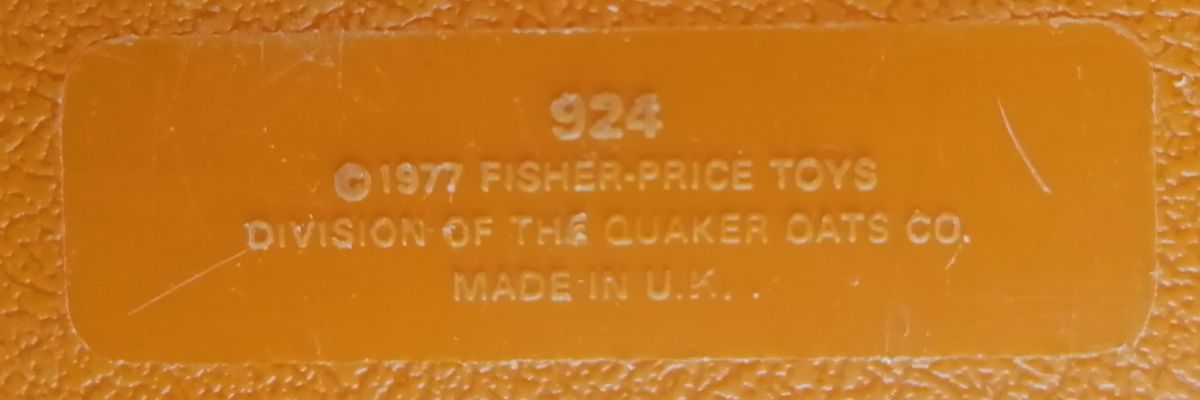 924
©1977 FISHER-PRICE TOYS
DIVISION OF THE QUAKER OATS CO.
MADE IN U.K. .